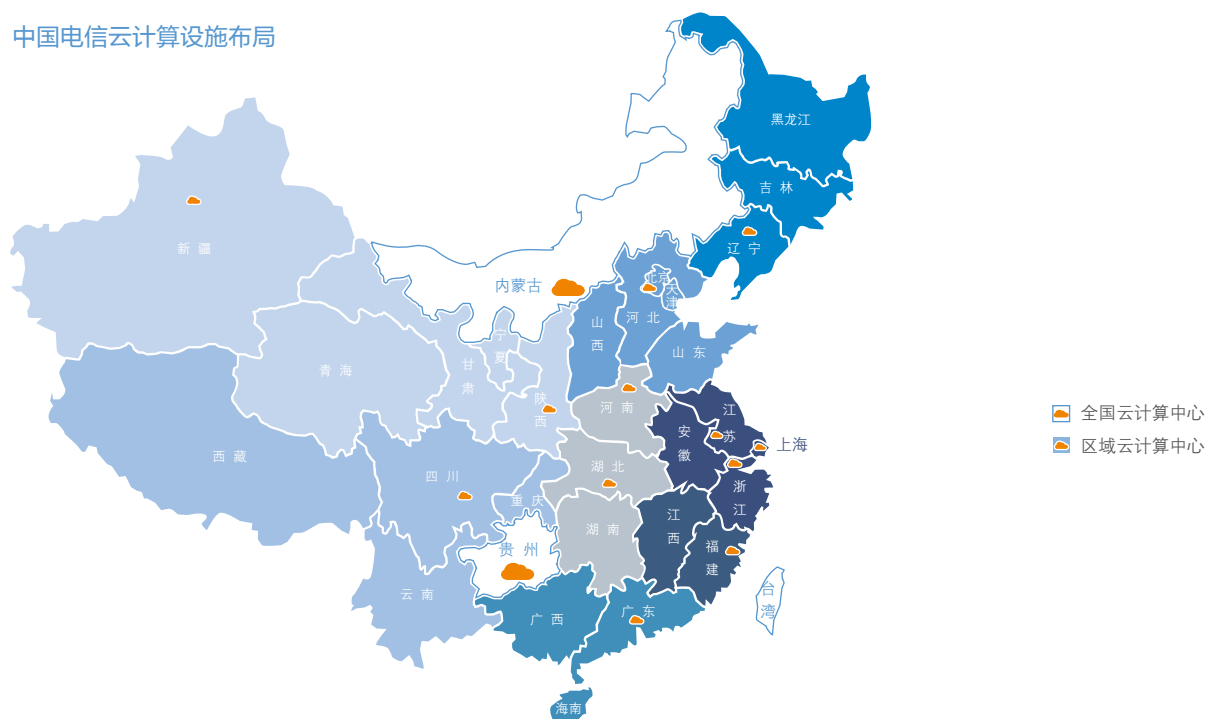 中国电信云计算设施布局
黑龙江
吉 林
辽 宁
新 疆
内蒙古
北京
天
津
河 北
山
西
山 东
宁
夏
甘
肃
青 海
陕
西
河 南
江
苏
安
徽
上海
全国云计算中心
区域云计算中心
西 藏
四 川
湖 北
重 庆
浙
江
湖 南
江
西
贵 州
福
建
云 南
广 西
广 东
台
湾
海南